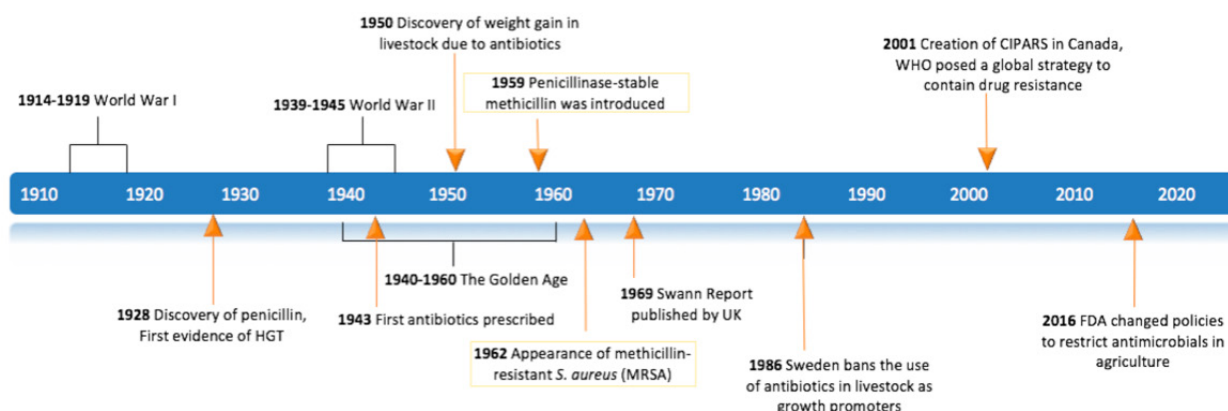 1950 Discovery of weight gain in
livestock due to antibiotics
2001 Creation of CIPARS in Canada,
WHO posed a global strategy to
contain drug resistance
1959 Penicillinase-stable
methicillin was introduced
1914-1919 World War I
1939-1945 World War II
1910 1920 1930 1940 1950 1960 1970 1980 1990 2000 2010 2020
1940-1960 The Golden Age
1928 Discovery of penicillin,
First evidence of HGT
1943 First antibiotics prescribed
1969 Swann Report
published by UK
2016 FDA changed policies
to restrict antimicrobials in
agriculture
1962 Appearance of methicillin-
resistant S. aureus (MRSA)
1986 Sweden bans the use
of antibiotics in livestock as
growth promoters